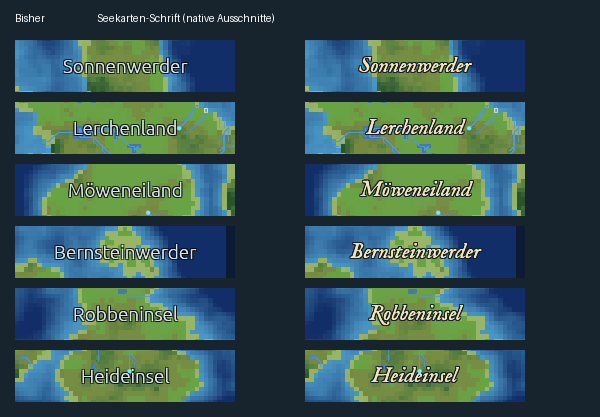 Bisher Seekarten-Schrift (native Ausschnitte)
Sonnenwerder Sonnenwerder
Lerchenland Lerchenland
Möweneiland Möweneiland
Bernsteinwerder Bernsteinwerder
Robbeninsel Robbeninsel
Heideinsel Heideinsel